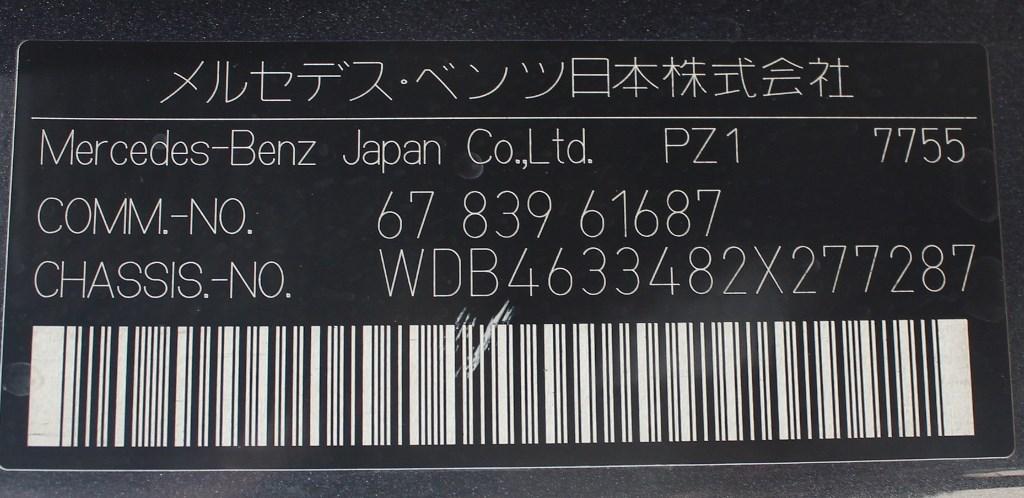 メルセデス・ベンツ日本株式会社
Mercedes-Benz Japan Co.,Ltd. PZ1 7755
COMM.-NO. 67 839 61687
CHASSIS.-NO. WDB4633482X277287